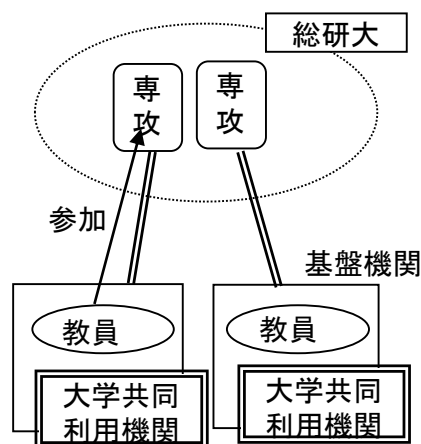 総研大
専攻
専攻
参加
基盤機関
教員
教員
大学共同
利用機関
大学共同
利用機関